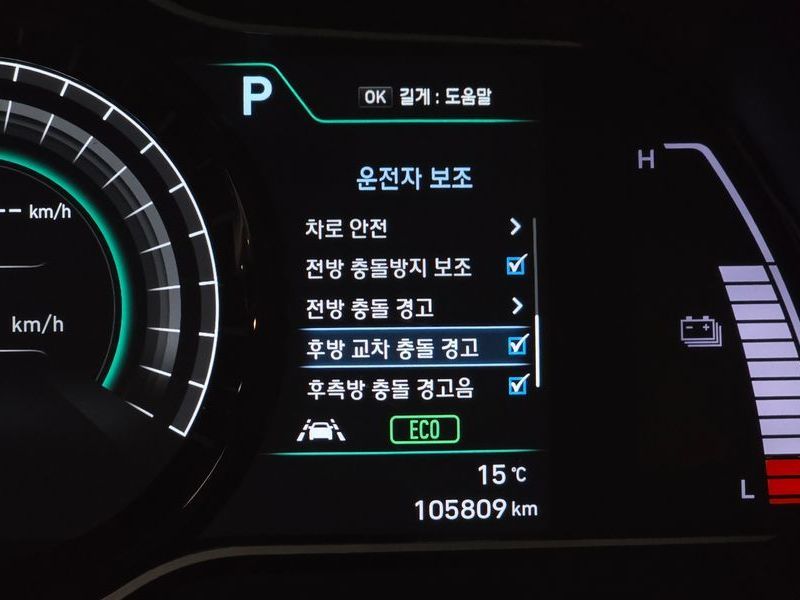 P
OK 길게 : 도움말
운전자 보조
차로 안전
전방 충돌방지 보조
전방 충돌 경고
후방 교차 충돌 경고
후측방 충돌 경고음
ECO
15 ℃
105809 km
-- km/h
km/h
H
L